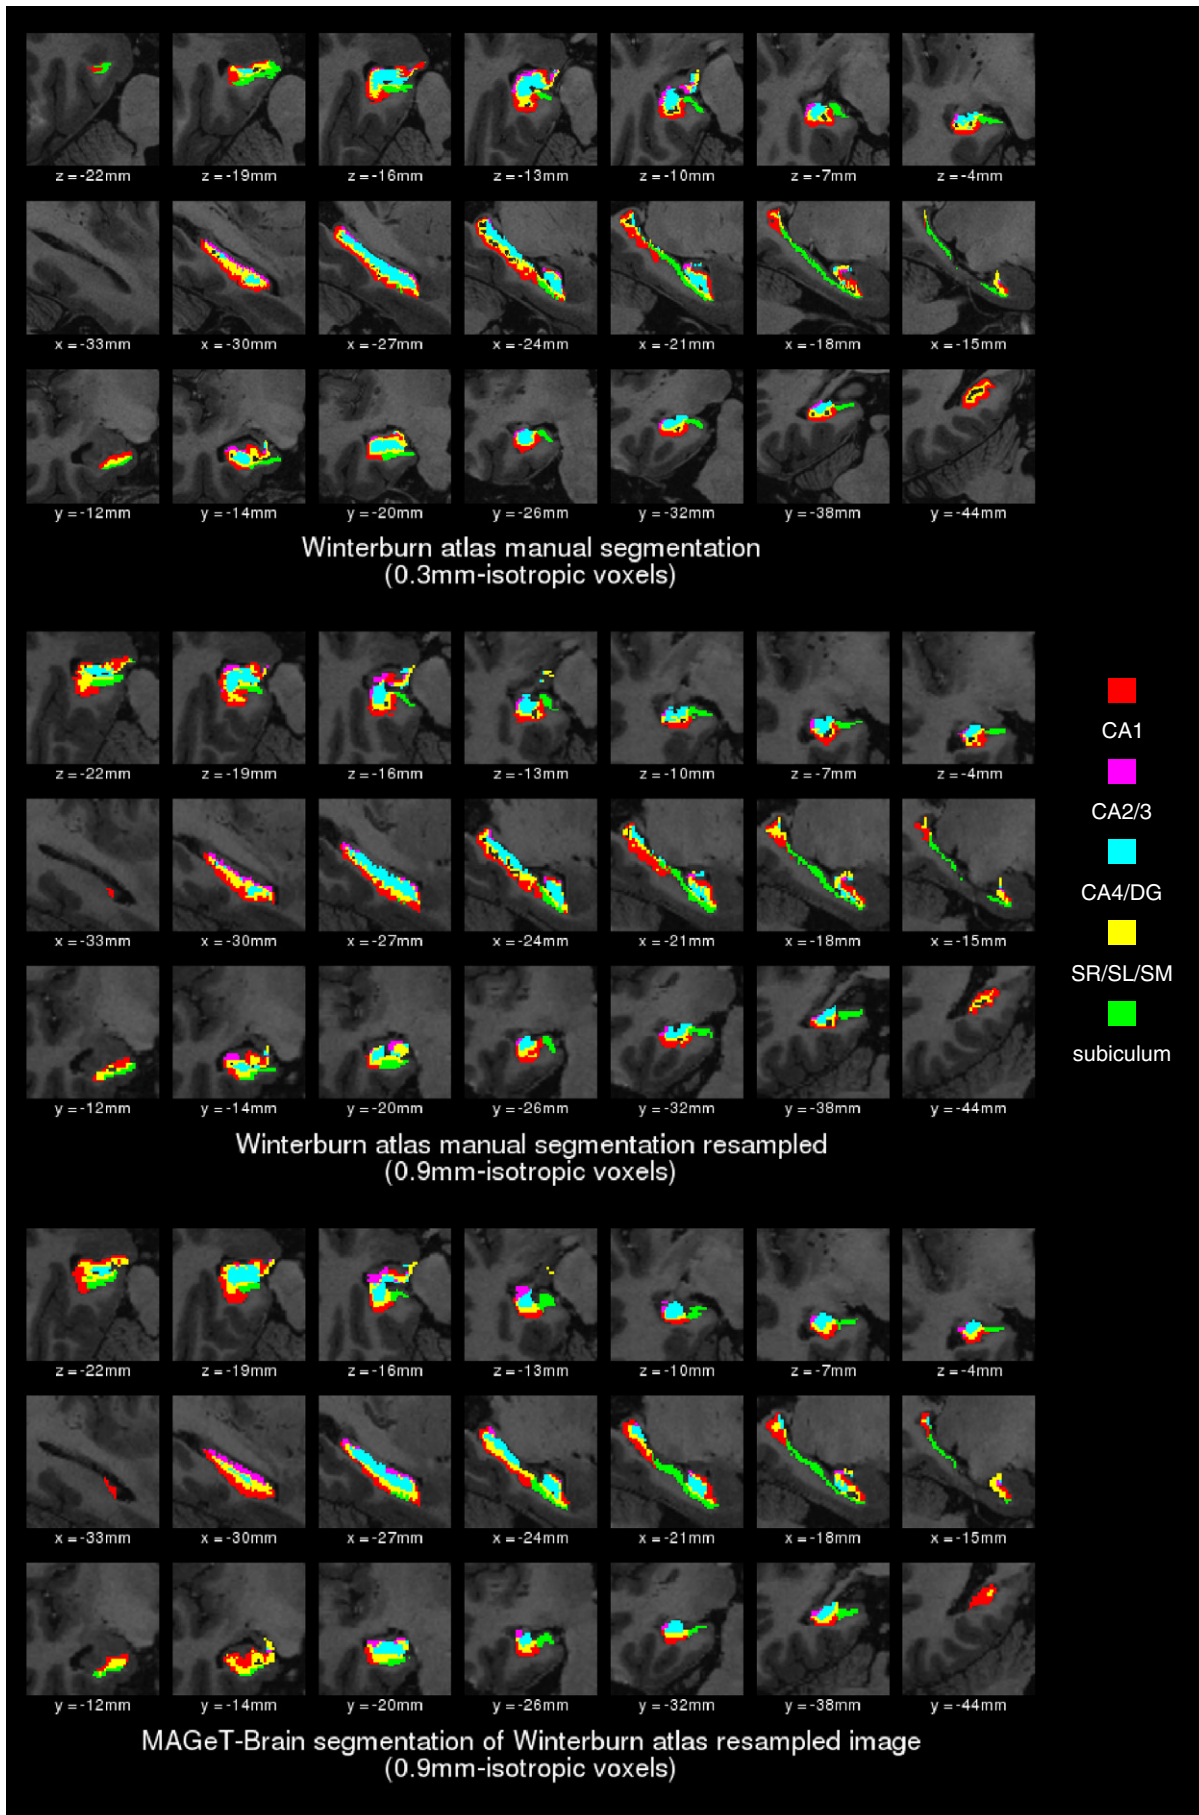 z = -22mm z = -19mm z = -16mm z = -13mm z = -10mm z = -7mm z = -4mm
x = -33mm x = -30mm x = -27mm x = -24mm x = -21mm x = -18mm x = -15mm
y = -12mm y = -14mm y = -20mm y = -26mm y = -32mm y = -38mm y = -44mm
Winterburn atlas manual segmentation
(0.3mm-isotropic voxels)
z = -22mm z = -19mm z = -16mm z = -13mm z = -10mm z = -7mm z = -4mm
x = -33mm x = -30mm x = -27mm x = -24mm x = -21mm x = -18mm x = -15mm
y = -12mm y = -14mm y = -20mm y = -26mm y = -32mm y = -38mm y = -44mm
Winterburn atlas manual segmentation resampled
(0.9mm-isotropic voxels)
z = -22mm z = -19mm z = -16mm z = -13mm z = -10mm z = -7mm z = -4mm
x = -33mm x = -30mm x = -27mm x = -24mm x = -21mm x = -18mm x = -15mm
y = -12mm y = -14mm y = -20mm y = -26mm y = -32mm y = -38mm y = -44mm
MAGeT-Brain segmentation of Winterburn atlas resampled image
(0.9mm-isotropic voxels)
CA1
CA2/3
CA4/DG
SR/SL/SM
subiculum